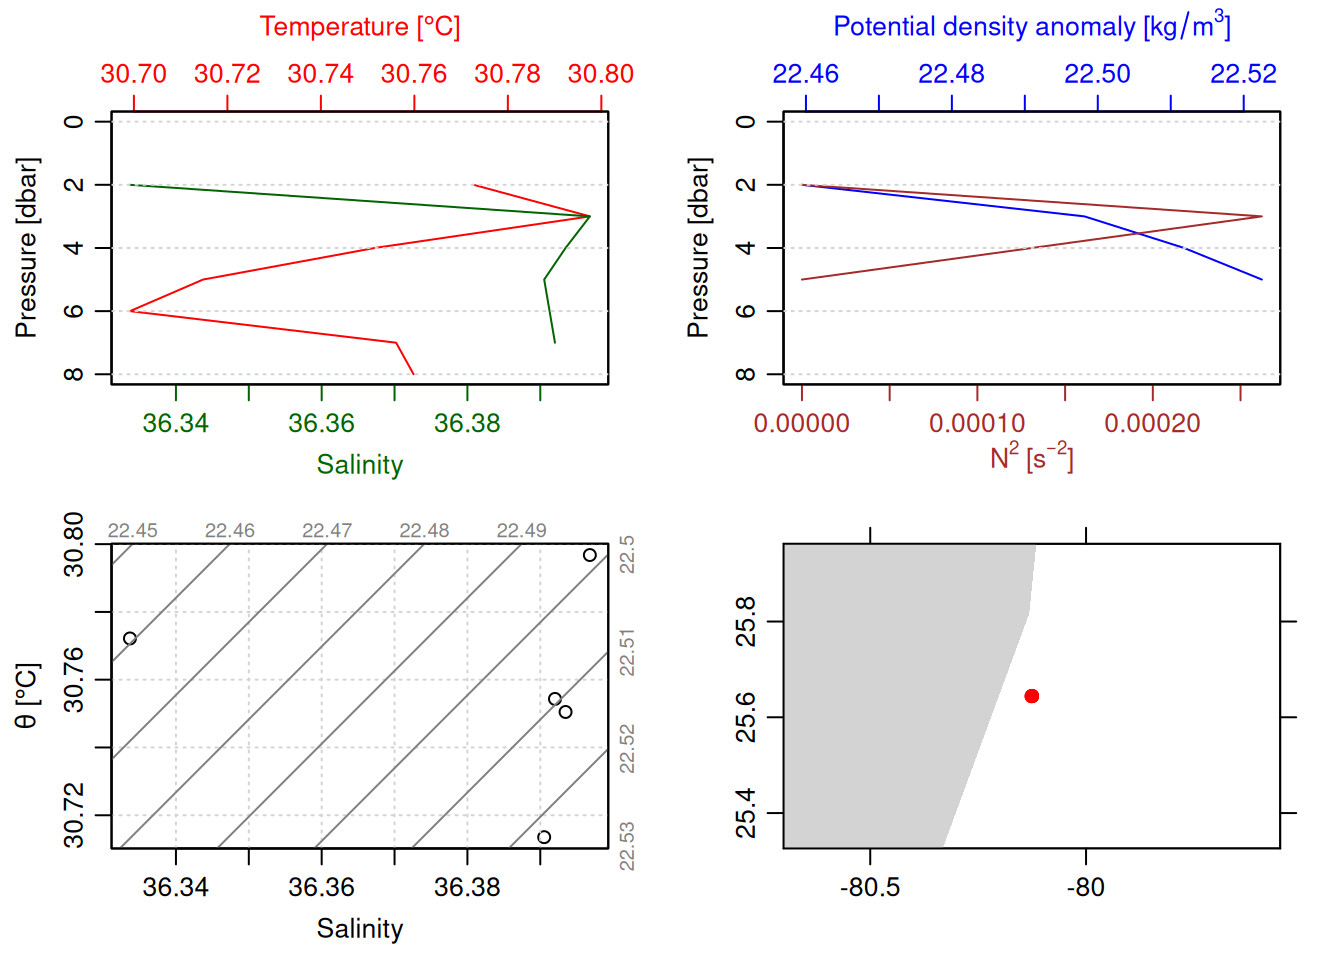 Temperature [°C]
30.70 30.72 30.74 30.76 30.78 30.80
0
2
4
6
8
Pressure [dbar]
36.34 36.36 36.38
Salinity
Potential density anomaly [kg/m³]
22.46 22.48 22.50 22.52
0
2
4
6
8
Pressure [dbar]
0.00000 0.00010 0.00020
N² [s⁻²]
22.45 22.46 22.47 22.48 22.49
22.5
22.51
22.52
22.53
30.80
30.76
30.72
θ [°C]
36.34 36.36 36.38
Salinity
25.8
25.6
25.4
-80.5 -80